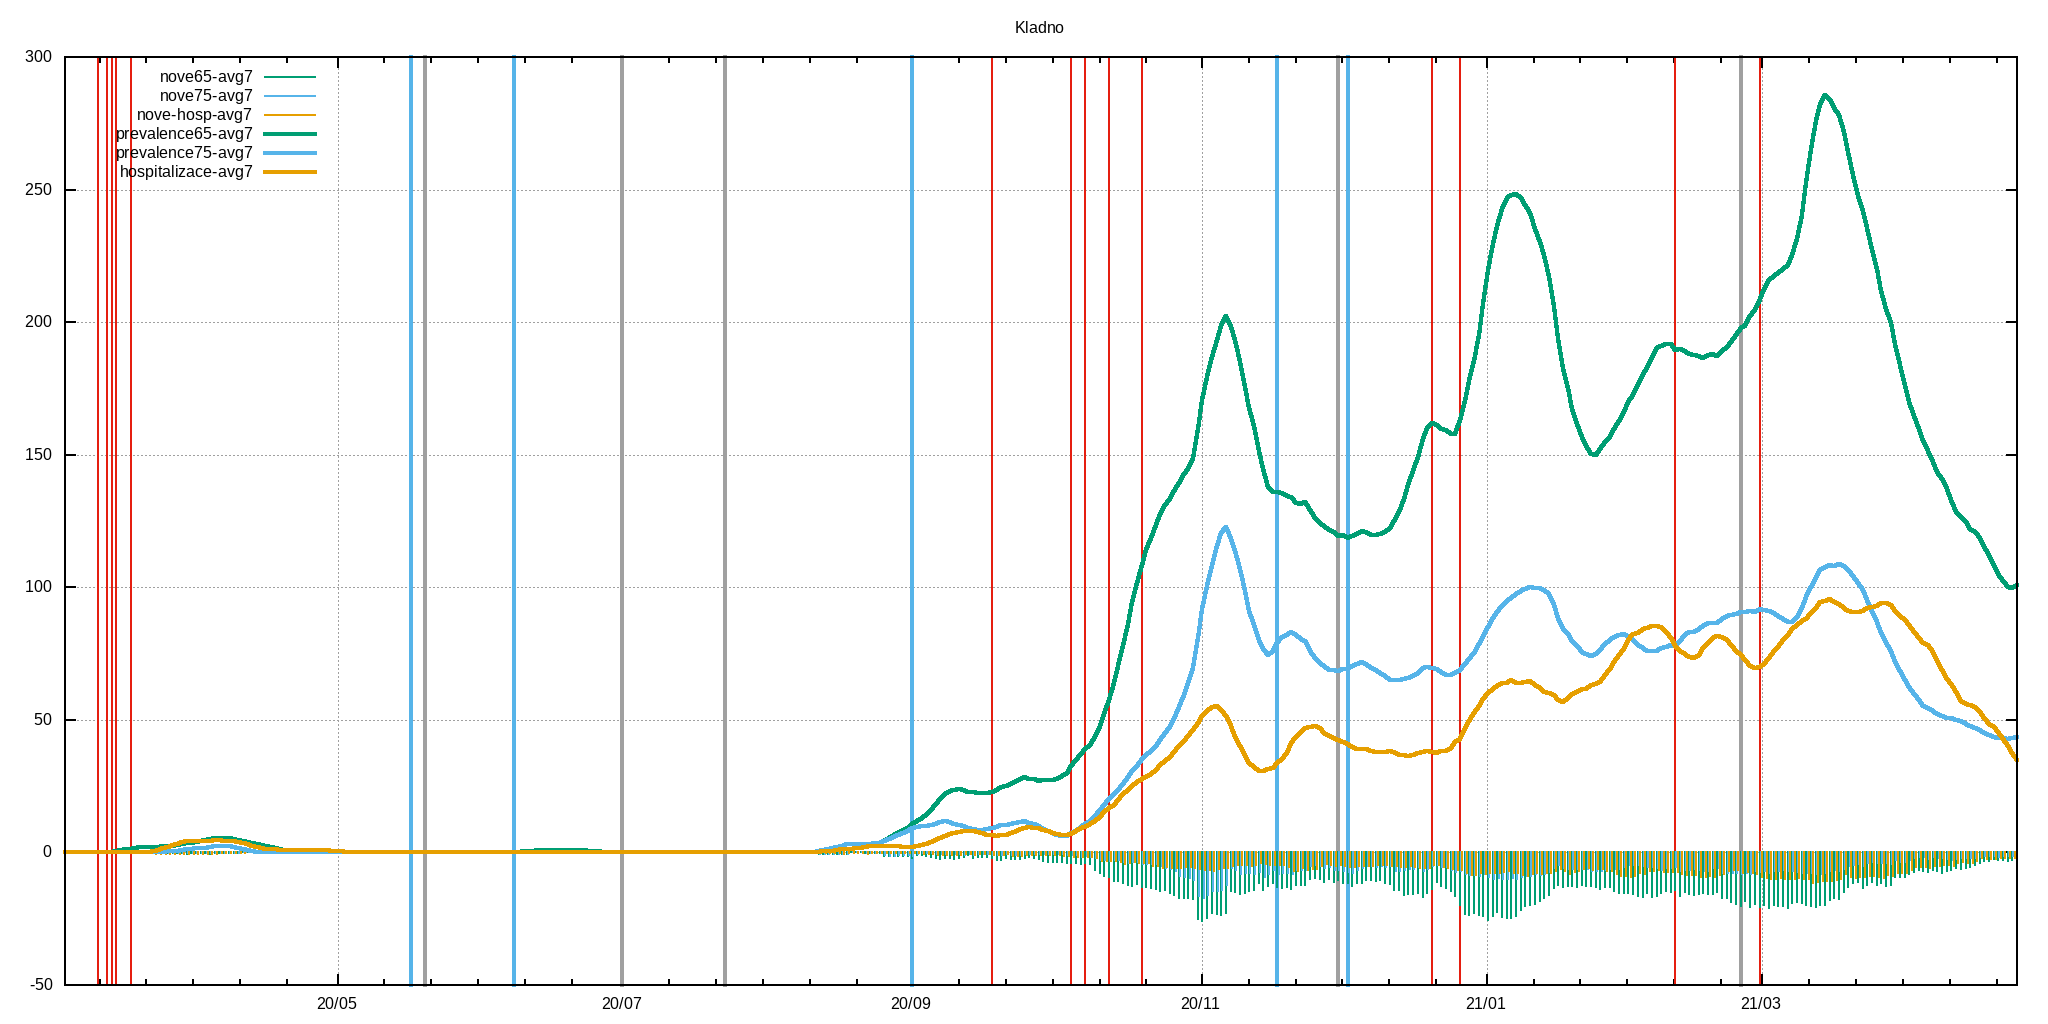 Kladno
300
nove65-avg7
nove75-avg7
nove-hosp-avg7
prevalence65-avg7
prevalence75-avg7
hospitalizace-avg7
250
200
150
100
50
0
-50
20/05 20/07 20/09 20/11 21/01 21/03